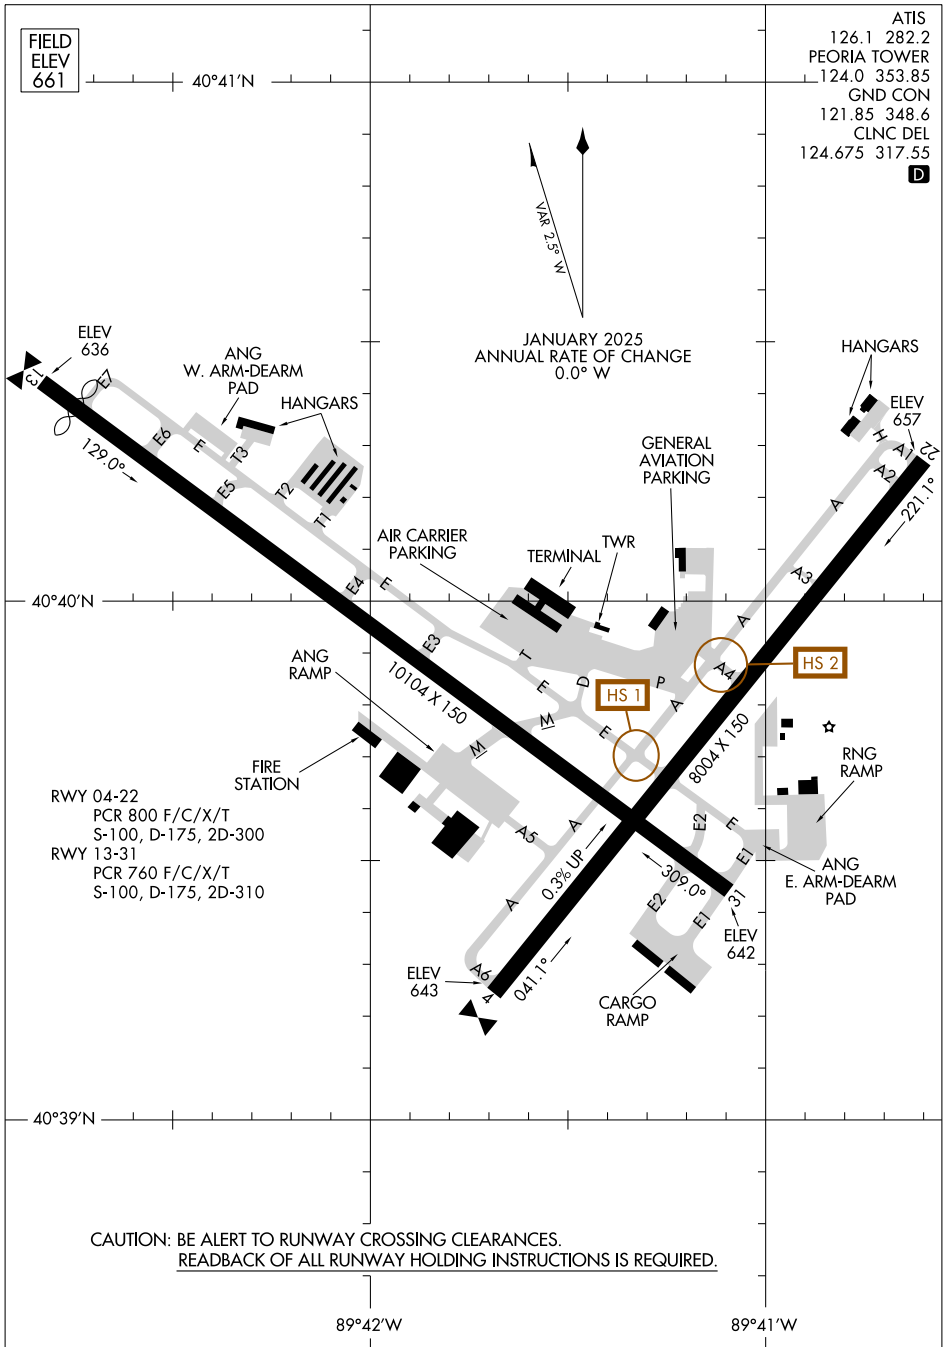 FIELD
ELEV
661
ATIS
126.1 282.2
PEORIA TOWER
124.0 353.85
GND CON
121.85 348.6
CLNC DEL
124.675 317.55
D
40°41'N
VAR 2.5° W
JANUARY 2025
ANNUAL RATE OF CHANGE
0.0° W
ELEV
636
13
E7
129.0°
ANG
W. ARM-DEARM
PAD
HANGARS
E6
E
T3
E5
T2
T1
HANGARS
ELEV
657
22
H
A1
A2
221.1°
A
A3
GENERAL
AVIATION
PARKING
AIR CARRIER
PARKING
TERMINAL
TWR
40°40'N
E4
E
E3
A
10104 X 150
ANG
RAMP
T
E
D
P
A4
HS 2
HS 1
A
M
M
E
8004 X 150
FIRE
STATION
RNG
RAMP
RWY 04-22
PCR 800 F/C/X/T
S-100, D-175, 2D-300
RWY 13-31
PCR 760 F/C/X/T
S-100, D-175, 2D-310
A5
A
E2
E
E1
0.3% UP
309.0°
ANG
E. ARM-DEARM
PAD
A
E2
E1
31
ELEV
642
A6
4
041.1°
ELEV
643
CARGO
RAMP
40°39'N
CAUTION: BE ALERT TO RUNWAY CROSSING CLEARANCES.
READBACK OF ALL RUNWAY HOLDING INSTRUCTIONS IS REQUIRED.
89°42'W
89°41'W